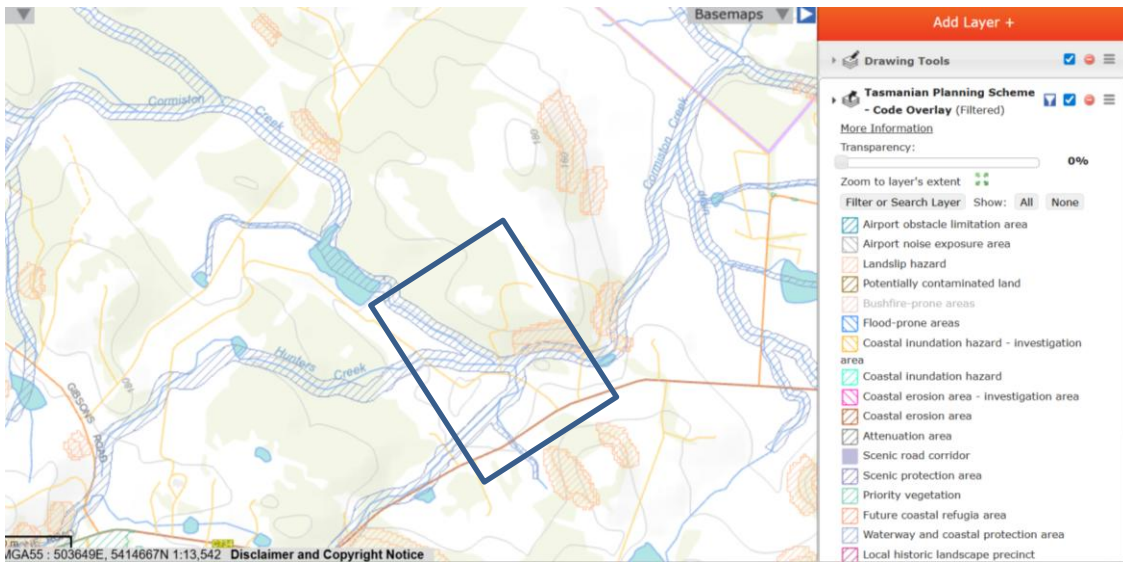 Basemaps
Add Layer +
Drawing Tools
Tasmanian Planning Scheme
- Code Overlay (Filtered)
More Information
Transparency:
0%
Zoom to layer's extent
Filter or Search Layer Show: All None
Airport obstacle limitation area
Airport noise exposure area
Landslip hazard
Potentially contaminated land
Bushfire-prone areas
Flood-prone areas
Coastal inundation hazard - investigation
area
Coastal inundation hazard
Coastal erosion area - investigation area
Coastal erosion area
Attenuation area
Scenic road corridor
Scenic protection area
Priority vegetation
Future coastal refugia area
Waterway and coastal protection area
Local historic landscape precinct
Cormiston
Creek
180
160
Cormiston Creek
Hunters
Creek
160
GIBSONS ROAD
MGA55 : 503649E, 5414667N 1:13,542 Disclaimer and Copyright Notice